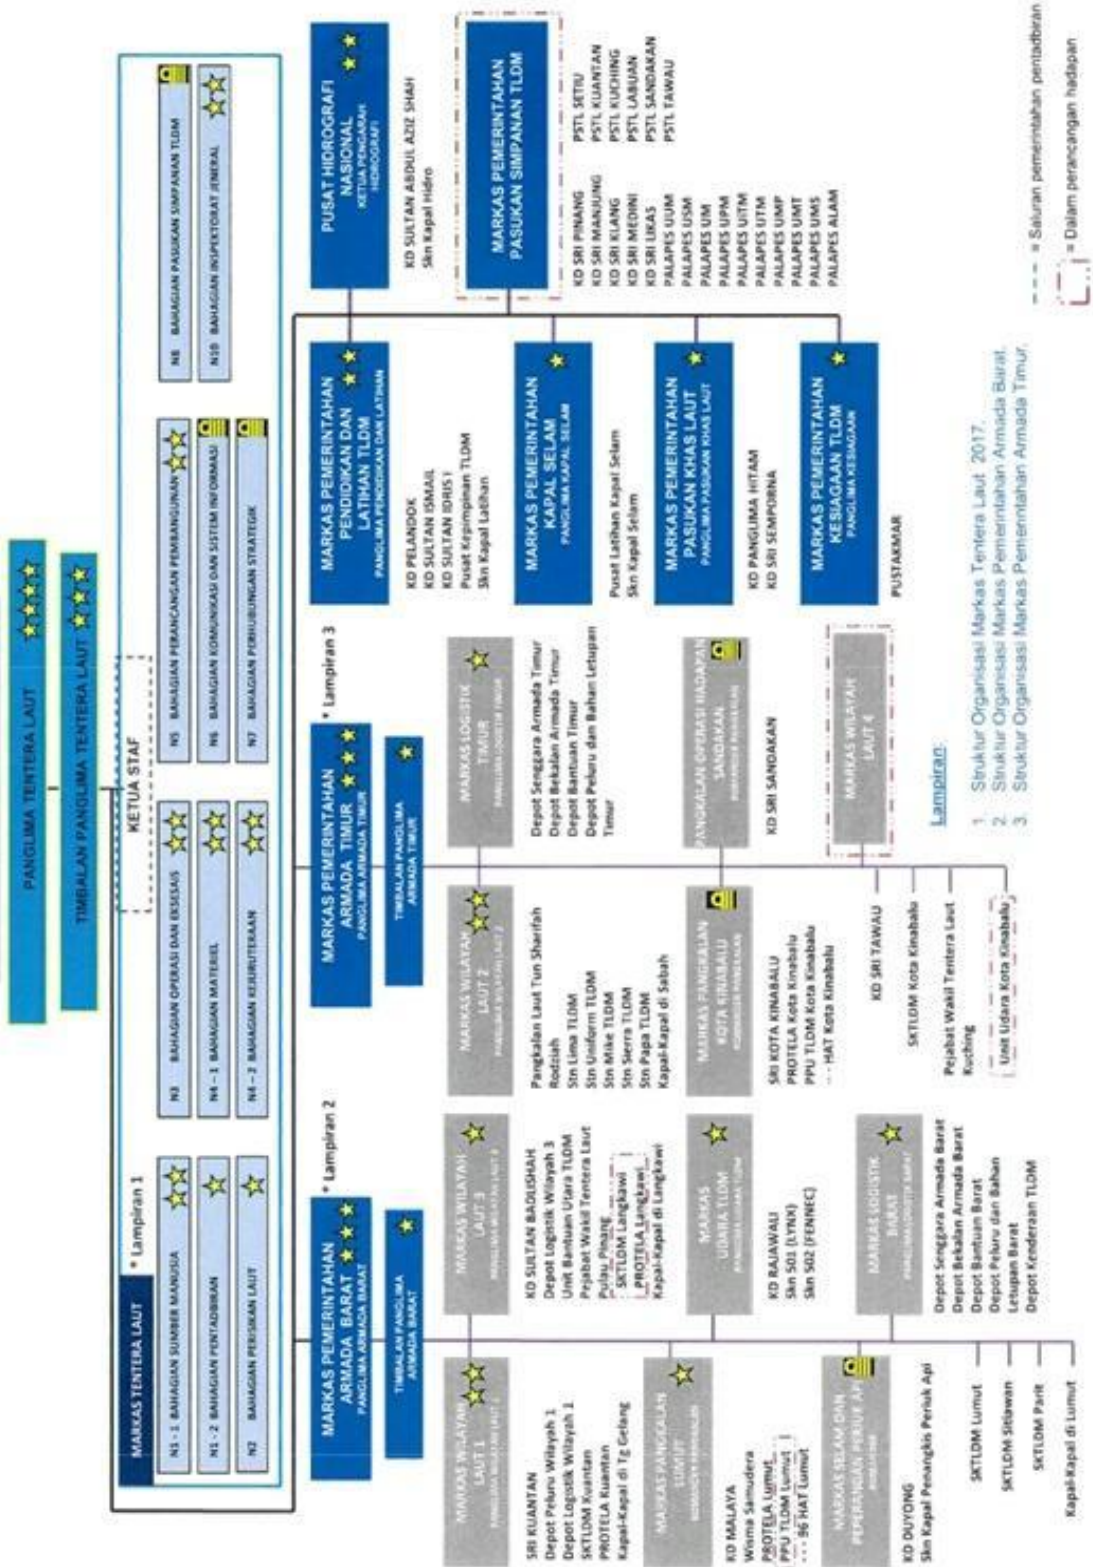 PANGLIMA TENTERA LAUT
TIMBALAN PANGLIMA TENTERA LAUT
KETUA STAF
MARKAS TENTERA LAUT
* Lampiran 1
N1 - 1 BAHAGIAN SUMBER MANUSIA
N1 - 2 BAHAGIAN PENTADBIRAN
N2 BAHAGIAN PERISIKAN LAUT
N3 BAHAGIAN OPERASI DAN EKSESAIS
N4 - 1 BAHAGIAN MATERIEL
N4 - 2 BAHAGIAN KEJURUTERAAN
N5 BAHAGIAN PERANCANGAN PEMBANGUNAN
N6 BAHAGIAN KOMUNIKASI DAN SISTEM INFORMASI
N7 BAHAGIAN PERHUBUNGAN STRATEGIK
N8 BAHAGIAN PASUKAN SIMPANAN TLDM
N10 BAHAGIAN INSPEKTORAT JENERAL
MARKAS PEMERINTAHAN
ARMADA BARAT
PANGLIMA ARMADA BARAT
* Lampiran 2
TIMBALAN PANGLIMA
ARMADA BARAT
MARKAS WILAYAH
LAUT 1
SRI KUANTAN
Depot Peluru Wilayah 1
Depot Logistik Wilayah 1
SKTLDM Kuantan
PROTELA Kuantan
Kapal-Kapal di Tg Gelang
MARKAS WILAYAH
LAUT 3
KD SULTAN BADLISHAH
Depot Logistik Wilayah 3
Unit Bantuan Utara TLDM
Pejabat Wakil Tentera Laut
Pulau Pinang
SKTLDM Langkawi
PROTELA Langkawi
Kapal-Kapal di Langkawi
MARKAS PANGKALAN
LUMUT
KD MALAYA
Wisma Samudera
PROTELA Lumut
PPU TLDM Lumut
96 HAT Lumut
MARKAS
UDARA TLDM
KD RAJAWALI
Skn 501 (LYNX)
Skn 502 (FENNEC)
MARKAS SELAM DAN
PEPERANGAN PERIUK API
KD DUYONG
Skn Kapal Penangkis Periuk Api
MARKAS LOGISTIK
BARAT
Depot Senggara Armada Barat
Depot Bekalan Armada Barat
Depot Bantuan Barat
Depot Peluru dan Bahan
Letupan Barat
Depot Kenderaan TLDM
SKTLDM Lumut
SKTLDM Sitiawan
SKTLDM Parit
Kapal-Kapal di Lumut
MARKAS PEMERINTAHAN
ARMADA TIMUR
PANGLIMA ARMADA TIMUR
* Lampiran 3
TIMBALAN PANGLIMA
ARMADA TIMUR
MARKAS WILAYAH
LAUT 2
Pangkalan Laut Tun Sharifah
Rodziah
Stn Lima TLDM
Stn Uniform TLDM
Stn Mike TLDM
Stn Sierra TLDM
Stn Papa TLDM
Kapal-Kapal di Sabah
MARKAS LOGISTIK
TIMUR
Depot Senggara Armada Timur
Depot Bekalan Armada Timur
Depot Bantuan Timur
Depot Peluru dan Bahan Letupan
Timur
MARKAS PANGKALAN
KOTA KINABALU
SRI KOTA KINABALU
PROTELA Kota Kinabalu
PPU TLDM Kota Kinabalu
HAT Kota Kinabalu
PANGKALAN OPERASI HADAPAN
SANDAKAN
KD SRI SANDAKAN
MARKAS WILAYAH
LAUT 4
KD SRI TAWAU
SKTLDM Kota Kinabalu
Pejabat Wakil Tentera Laut
Kuching
Unit Udara Kota Kinabalu
MARKAS PEMERINTAHAN
PENDIDIKAN DAN
LATIHAN TLDM
PANGLIMA PENDIDIKAN DAN LATIHAN
KD PELANDOK
KD SULTAN ISMAIL
KD SULTAN IDRIS I
Pusat Kepimpinan TLDM
Skn Kapal Latihan
MARKAS PEMERINTAHAN
KAPAL SELAM
PANGLIMA KAPAL SELAM
Pusat Latihan Kapal Selam
Skn Kapal Selam
MARKAS PEMERINTAHAN
PASUKAN KHAS LAUT
PANGLIMA PASUKAN KHAS LAUT
KD PANGLIMA HITAM
KD SRI SEMPORNA
MARKAS PEMERINTAHAN
KESIAGAAN TLDM
PANGLIMA KESIAGAAN
PUSTAKMAR
PUSAT HIDROGRAFI
NASIONAL
KETUA PENGARAH
HIDROGRAFI
KD SULTAN ABDUL AZIZ SHAH
Skn Kapal Hidro
MARKAS PEMERINTAHAN
PASUKAN SIMPANAN TLDM
KD SRI PINANG
KD SRI MANJUNG
KD SRI KLANG
KD SRI MEDINI
KD SRI LIKAS
PALAPES UUM
PALAPES USM
PALAPES UM
PALAPES UPM
PALAPES UiTM
PALAPES UTM
PALAPES UMP
PALAPES UMT
PALAPES UMS
PALAPES ALAM
PSTL SETIU
PSTL KUANTAN
PSTL KUCHING
PSTL LABUAN
PSTL SANDAKAN
PSTL TAWAU
Lampiran:
1. Struktur Organisasi Markas Tentera Laut 2017.
2. Struktur Organisasi Markas Pemerintahan Armada Barat.
3. Struktur Organisasi Markas Pemerintahan Armada Timur.
= Saluran pemerintahan pentadbiran
= Dalam perancangan hadapan